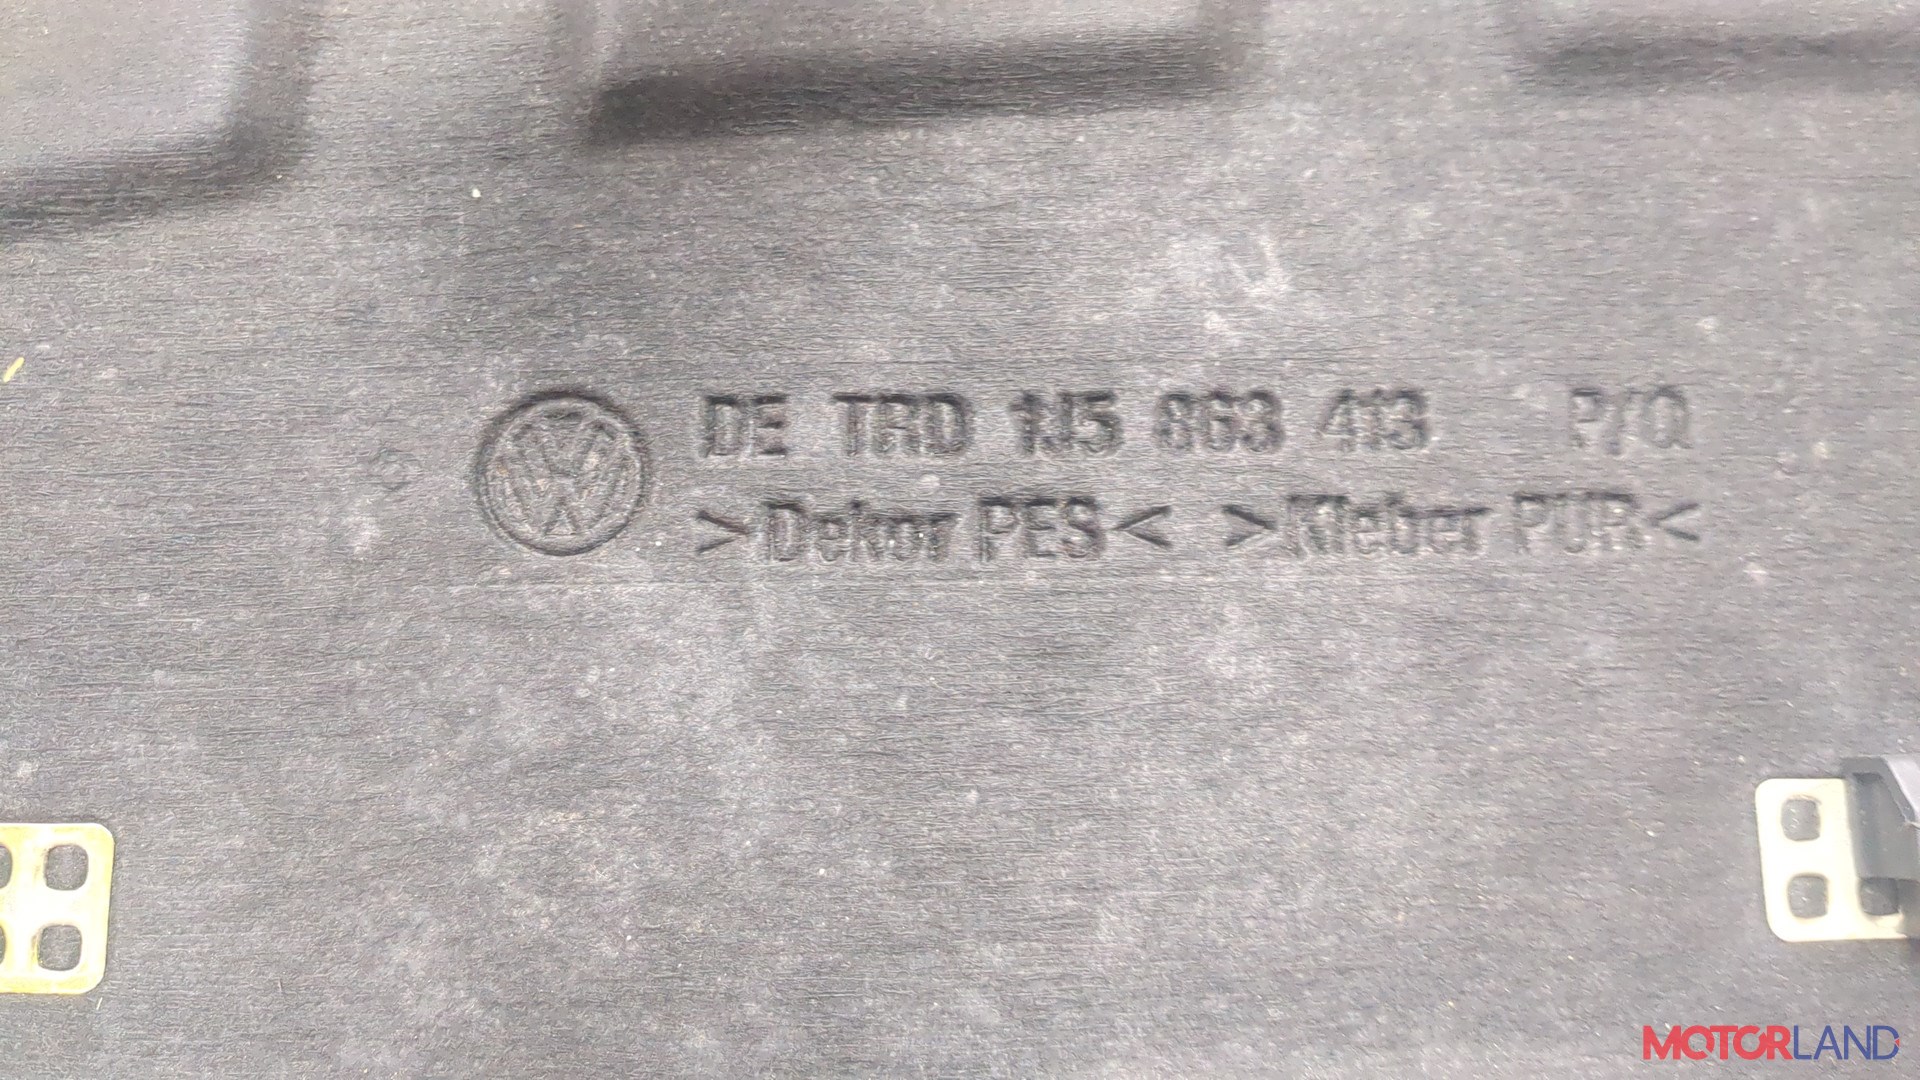 DE TRD 1J5 863 413 P/Q
>Dekor PES< >Kleber PUR<
MOTORLAND